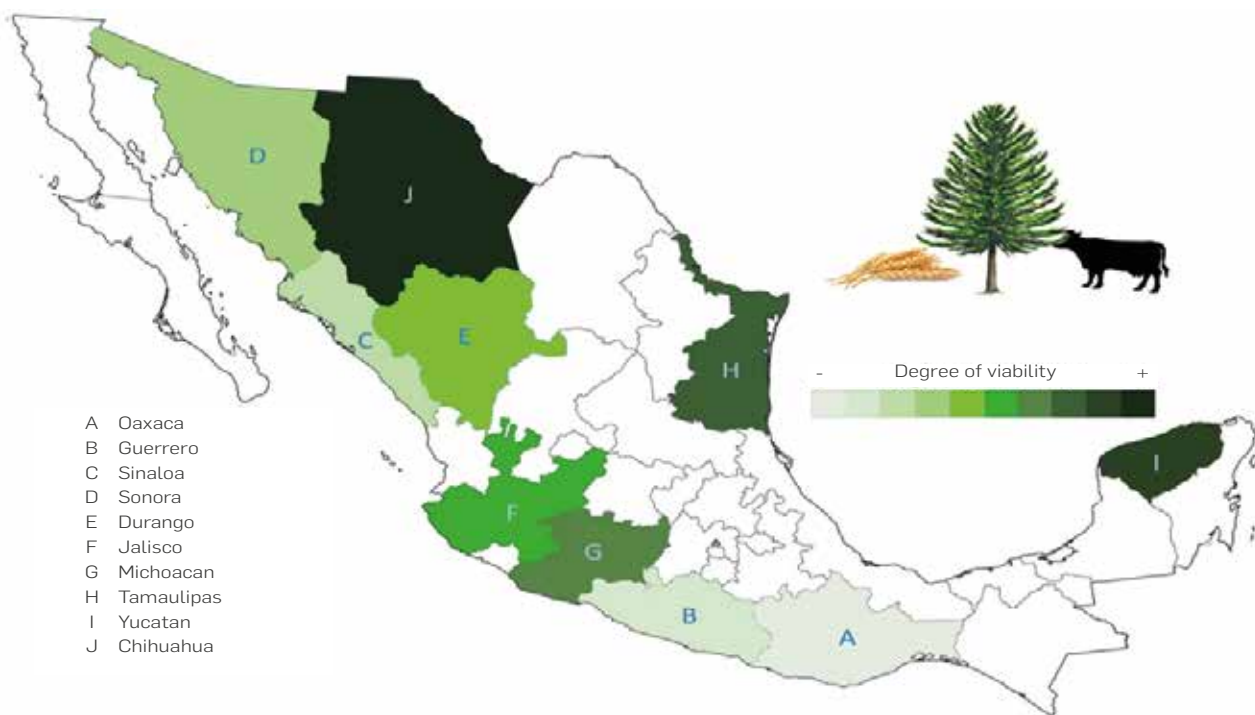 D
J
C
E
H
- Degree of viability +
I
F
G
B
A
A Oaxaca
B Guerrero
C Sinaloa
D Sonora
E Durango
F Jalisco
G Michoacan
H Tamaulipas
I Yucatan
J Chihuahua